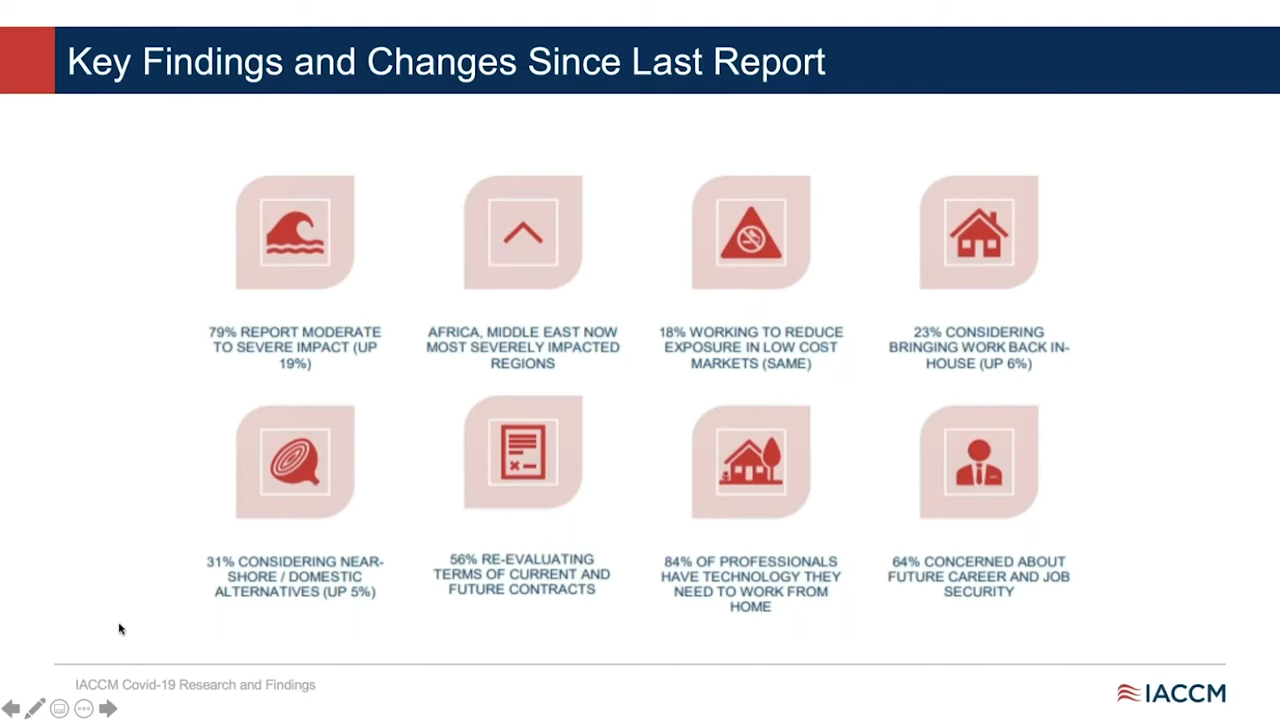 Key Findings and Changes Since Last Report
79% REPORT MODERATE
TO SEVERE IMPACT (UP
19%)
AFRICA, MIDDLE EAST NOW
MOST SEVERELY IMPACTED
REGIONS
18% WORKING TO REDUCE
EXPOSURE IN LOW COST
MARKETS (SAME)
23% CONSIDERING
BRINGING WORK BACK IN-
HOUSE (UP 6%)
31% CONSIDERING NEAR-
SHORE / DOMESTIC
ALTERNATIVES (UP 5%)
56% RE-EVALUATING
TERMS OF CURRENT AND
FUTURE CONTRACTS
84% OF PROFESSIONALS
HAVE TECHNOLOGY THEY
NEED TO WORK FROM
HOME
64% CONCERNED ABOUT
FUTURE CAREER AND JOB
SECURITY
IACCM Covid-19 Research and Findings
IACCM